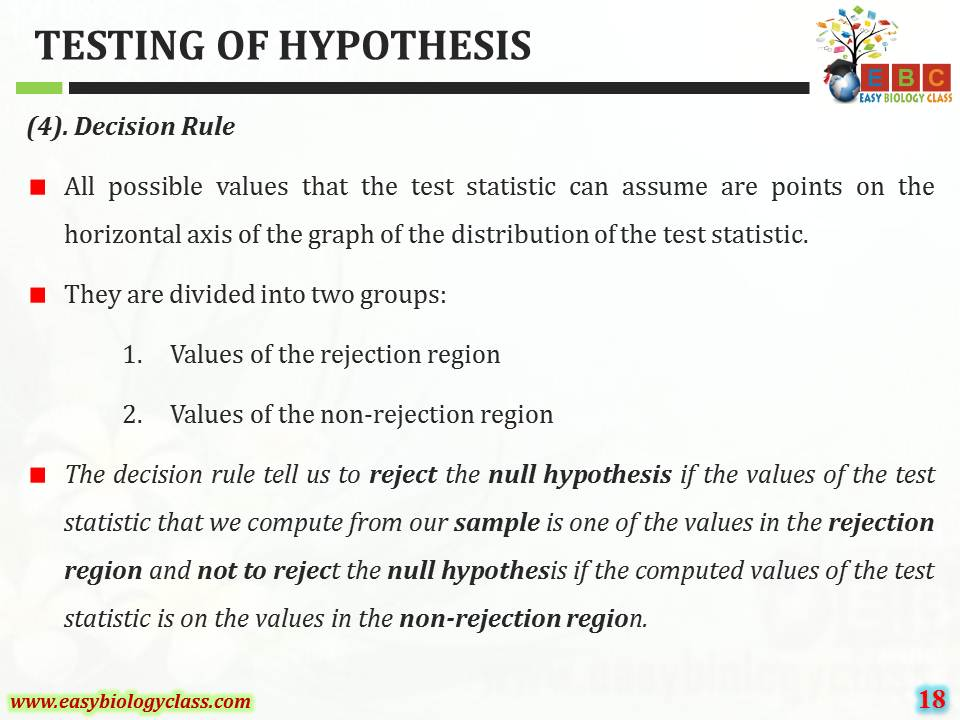 TESTING OF HYPOTHESIS
E B C
EASY BIOLOGY CLASS
(4). Decision Rule
All possible values that the test statistic can assume are points on the
horizontal axis of the graph of the distribution of the test statistic.
They are divided into two groups:
1. Values of the rejection region
2. Values of the non-rejection region
The decision rule tell us to reject the null hypothesis if the values of the test
statistic that we compute from our sample is one of the values in the rejection
region and not to reject the null hypothesis if the computed values of the test
statistic is on the values in the non-rejection region.
www.easybiologyclass.com
18